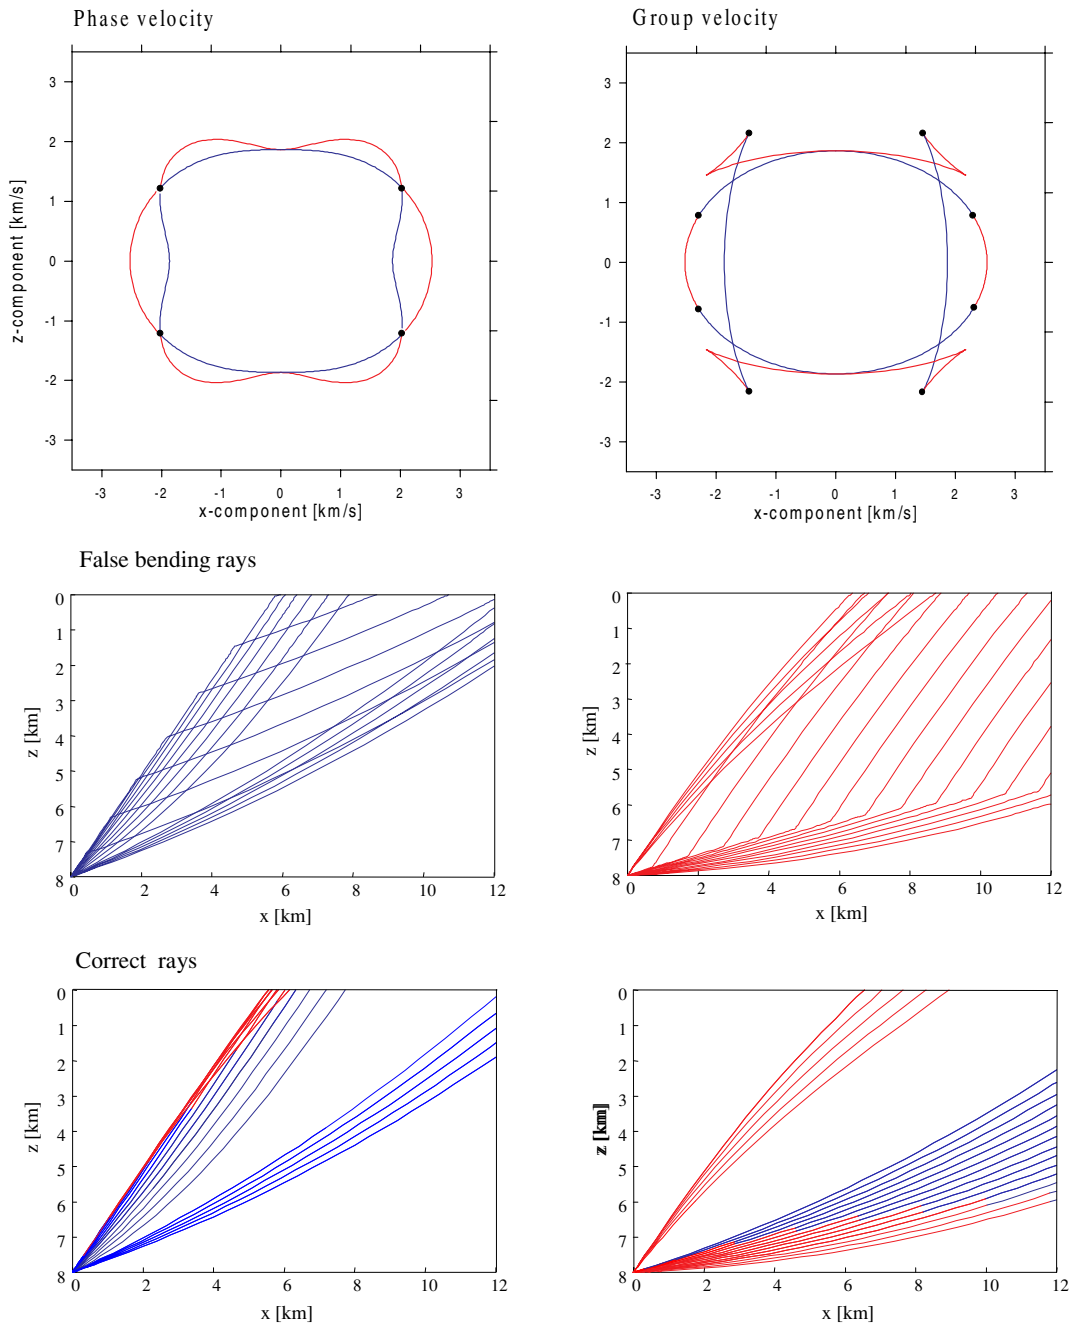 Phase velocity
Group velocity
z-component [km/s]
3
2
1
0
-1
-2
-3
-3 -2 -1 0 1 2 3
x-component [km/s]
3
2
1
0
-1
-2
-3
-3 -2 -1 0 1 2 3
x-component [km/s]
False bending rays
z [km]
0
1
2
3
4
5
6
7
8
0 2 4 6 8 10 12
x [km]
z [km]
0
1
2
3
4
5
6
7
8
0 2 4 6 8 10 12
x [km]
Correct rays
z [km]
0
1
2
3
4
5
6
7
8
0 2 4 6 8 10 12
x [km]
z [km]
0
1
2
3
4
5
6
7
8
0 2 4 6 8 10 12
x [km]